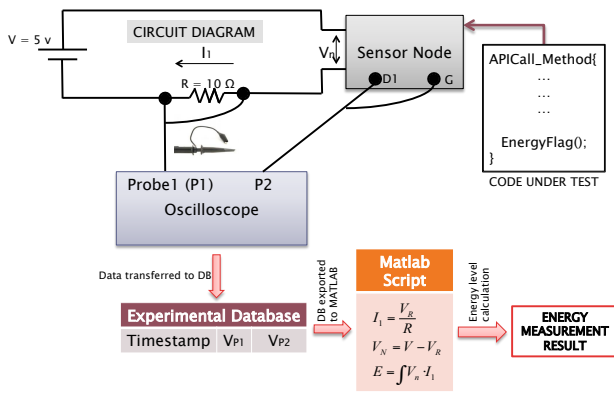 V = 5 v
CIRCUIT DIAGRAM
I1
R = 10 Ω
Vn
Sensor Node
D1
G
APICall_Method{
...
...
...
EnergyFlag();
}
CODE UNDER TEST
Probe1 (P1)
P2
Oscilloscope
Data transferred to DB
Experimental Database
Timestamp VP1 VP2
DB exported
to MATLAB
Matlab
Script
I1 = VR/R
VN = V − VR
E = ∫Vn · I1
Energy level
calculation
ENERGY
MEASUREMENT
RESULT